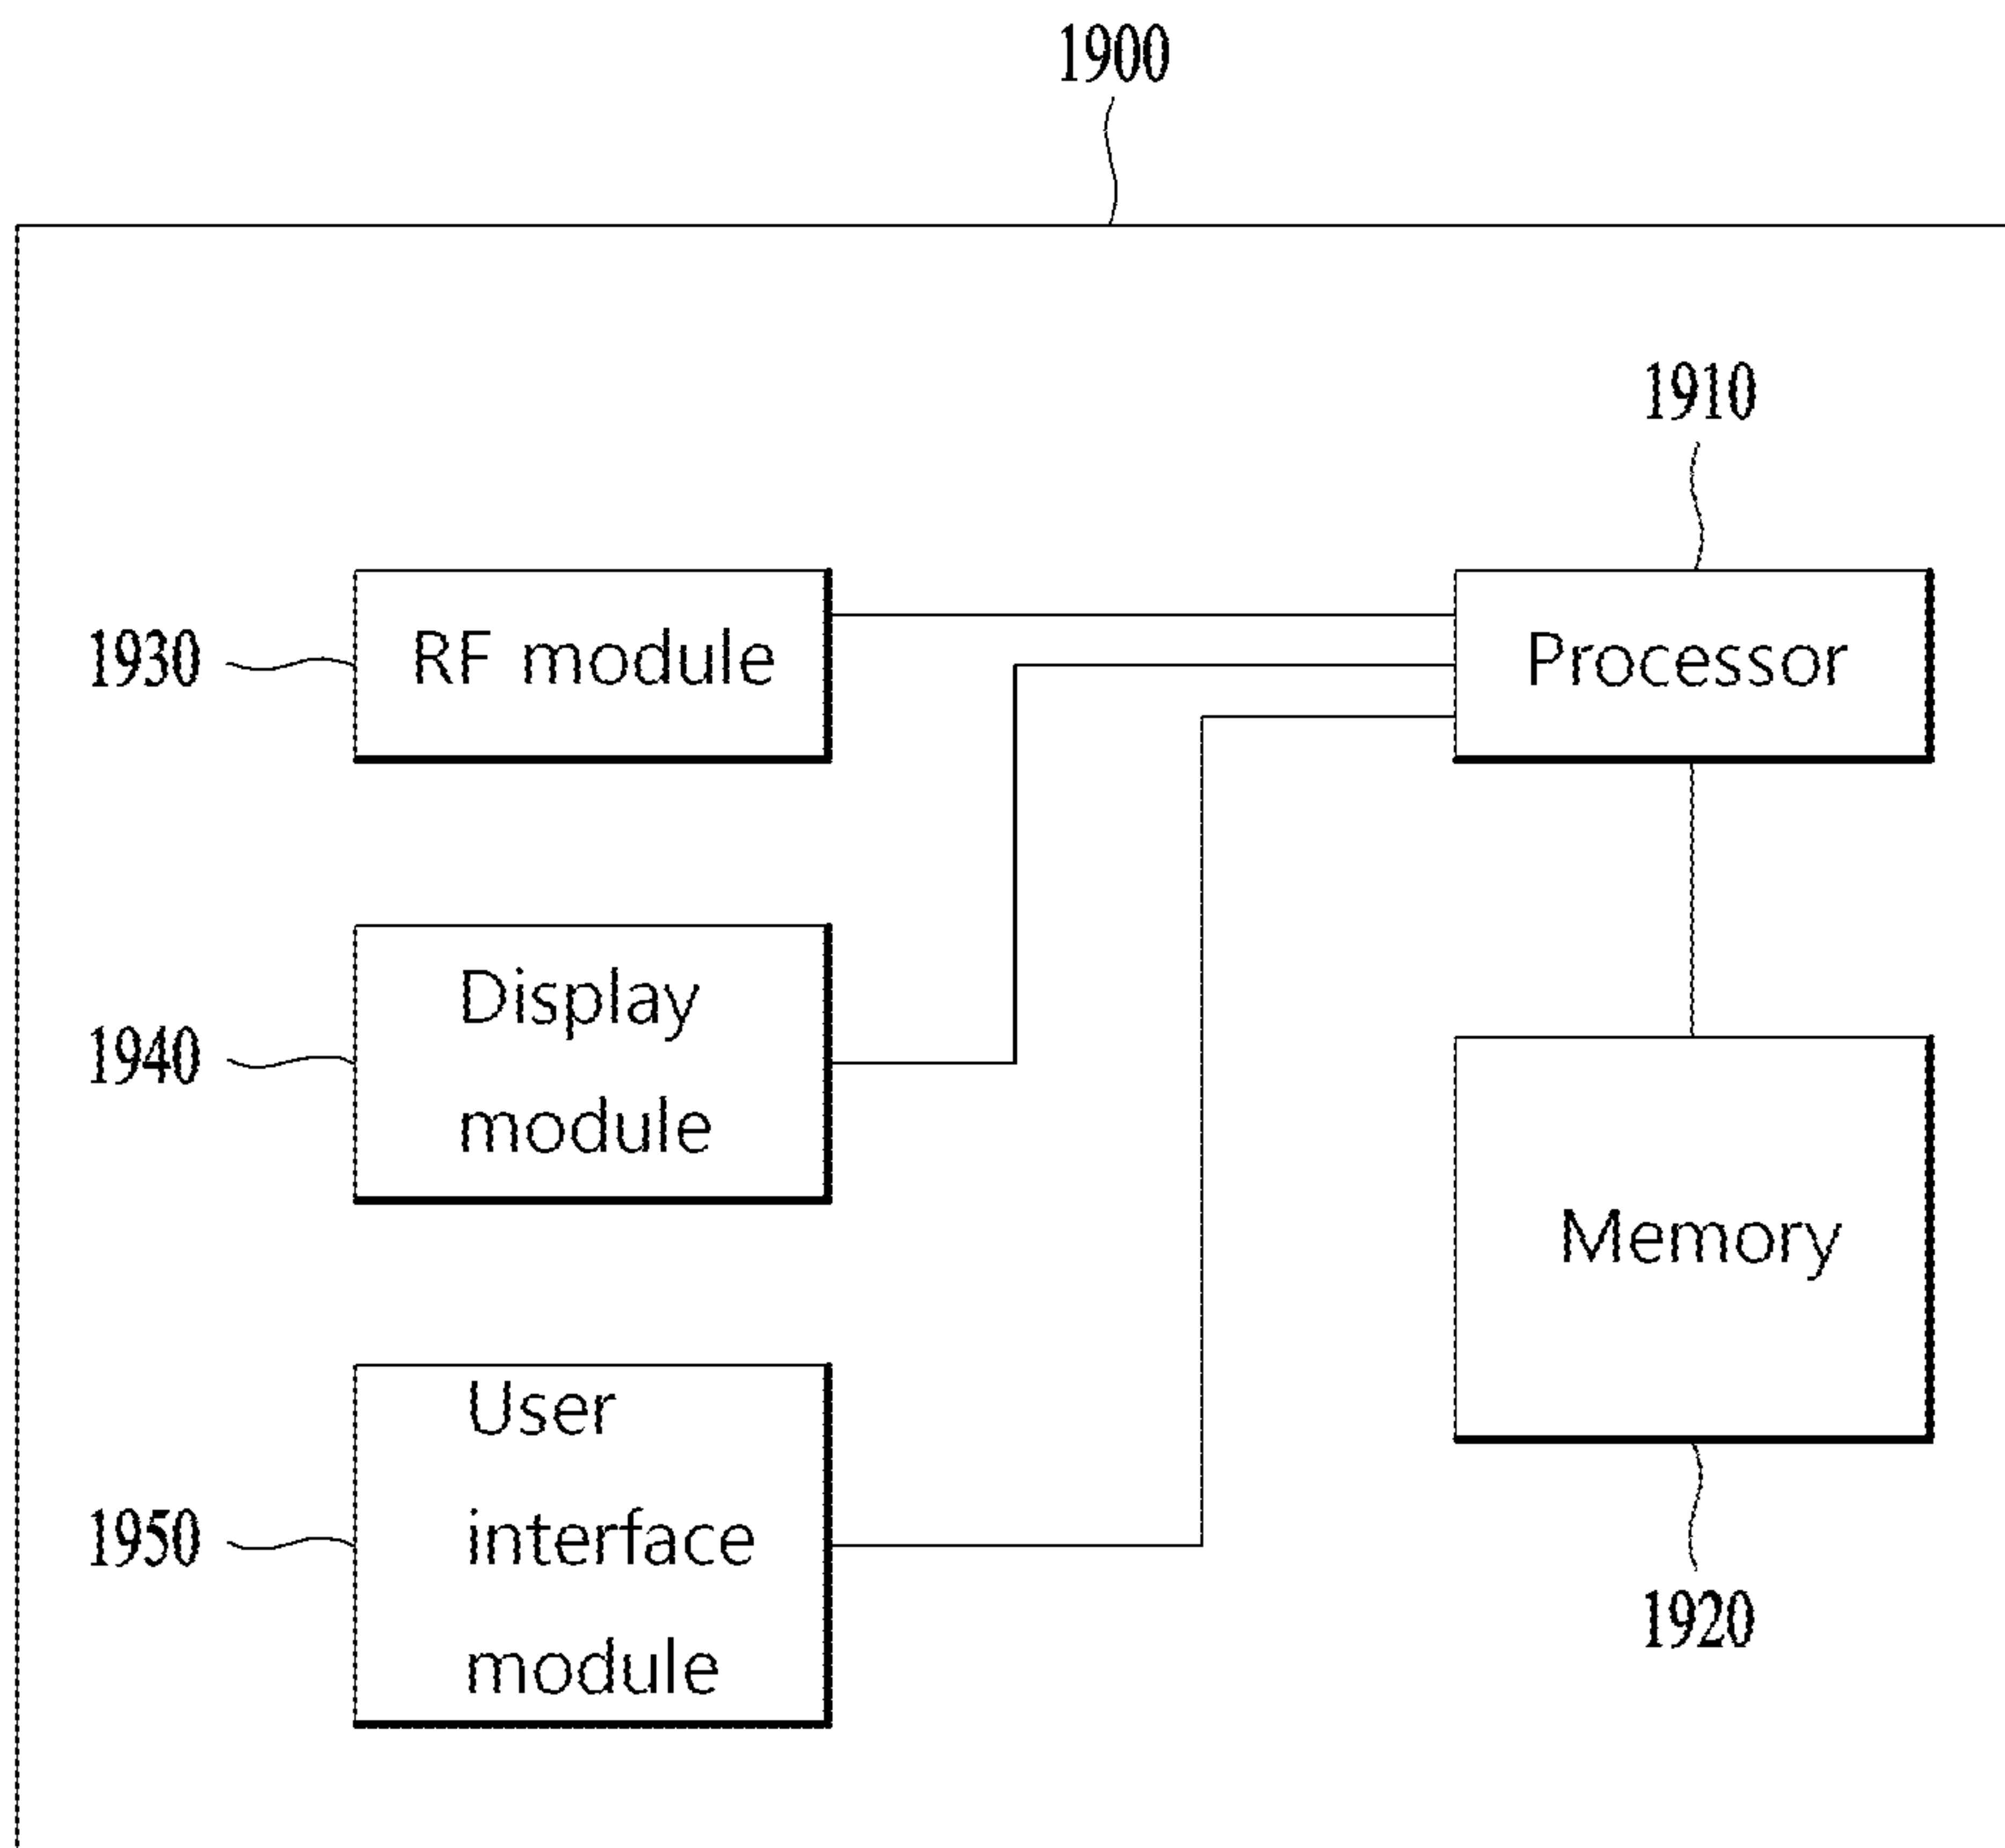 1900
1910
1930
RF module
Processor
1940
Display
module
Memory
1950
User
interface
module
1920